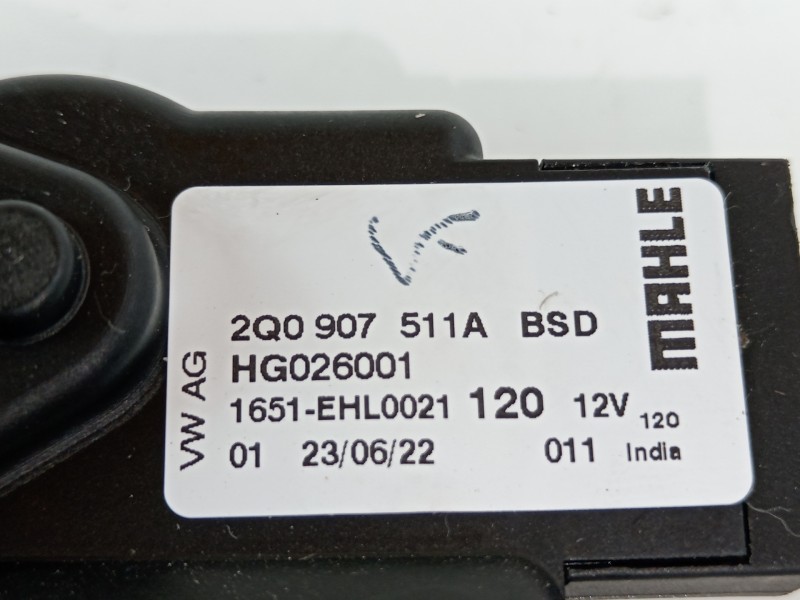 2Q0 907 511A BSD
HG026001
1651-EHL0021 120 12V 120
01 23/06/22 011 India
VW AG
MAHLE